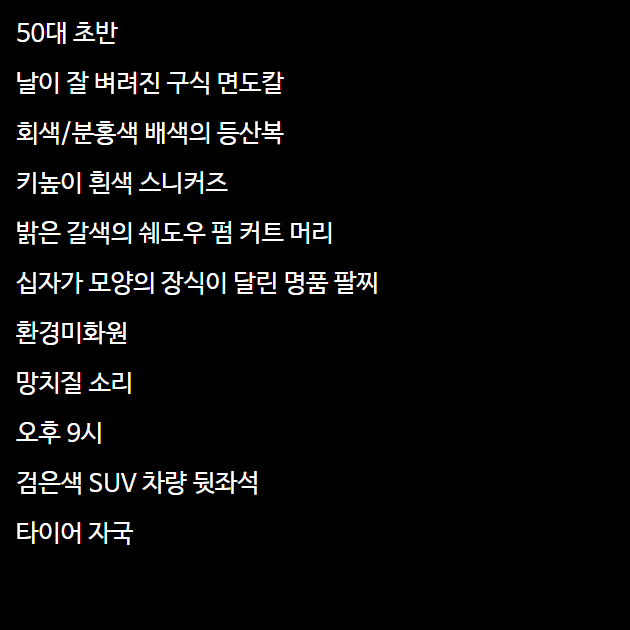 50대 초반
날이 잘 벼려진 구식 면도칼
회색/분홍색 배색의 등산복
키높이 흰색 스니커즈
밝은 갈색의 쉐도우 펌 커트 머리
십자가 모양의 장식이 달린 명품 팔찌
환경미화원
망치질 소리
오후 9시
검은색 SUV 차량 뒷좌석
타이어 자국